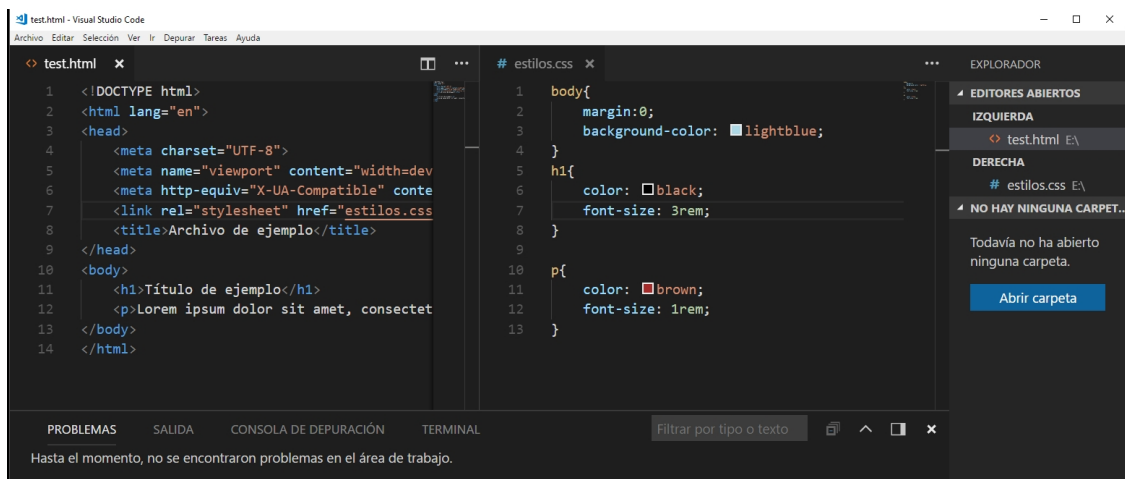 test.html - Visual Studio Code
Archivo Editar Selección Ver Ir Depurar Tareas Ayuda
<> test.html ×
1 <!DOCTYPE html>
2 <html lang="en">
3 <head>
4 <meta charset="UTF-8">
5 <meta name="viewport" content="width=dev
6 <meta http-equiv="X-UA-Compatible" conte
7 <link rel="stylesheet" href="estilos.css
8 <title>Archivo de ejemplo</title>
9 </head>
10 <body>
11 <h1>Título de ejemplo</h1>
12 <p>Lorem ipsum dolor sit amet, consectet
13 </body>
14 </html>
# estilos.css ×
1 body{
2 margin:0;
3 background-color: lightblue;
4 }
5 h1{
6 color: black;
7 font-size: 3rem;
8 }
9
10 p{
11 color: brown;
12 font-size: 1rem;
13 }
EXPLORADOR
EDITORES ABIERTOS
IZQUIERDA
<> test.html E:\
DERECHA
# estilos.css E:\
NO HAY NINGUNA CARPET...
Todavía no ha abierto
ninguna carpeta.
Abrir carpeta
PROBLEMAS SALIDA CONSOLA DE DEPURACIÓN TERMINAL Filtrar por tipo o texto
Hasta el momento, no se encontraron problemas en el área de trabajo.